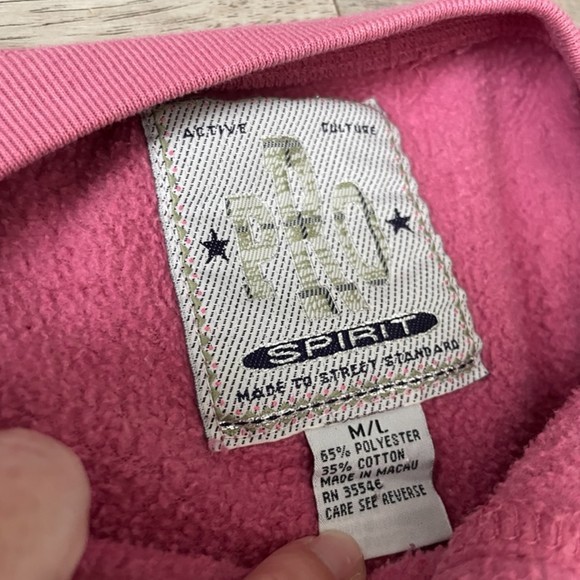 ACTIVE CULTURE
PRO
SPIRIT
MADE TO STREET STANDARD
M/L
65% POLYESTER
35% COTTON
MADE IN MACAU
RN 35546
CARE SEE REVERSE